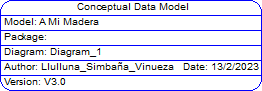 Conceptual Data Model
Model: A Mi Madera
Package:
Diagram: Diagram_1
Author: Llulluna_Simbaña_Vinueza Date: 13/2/2023
Version: V3.0